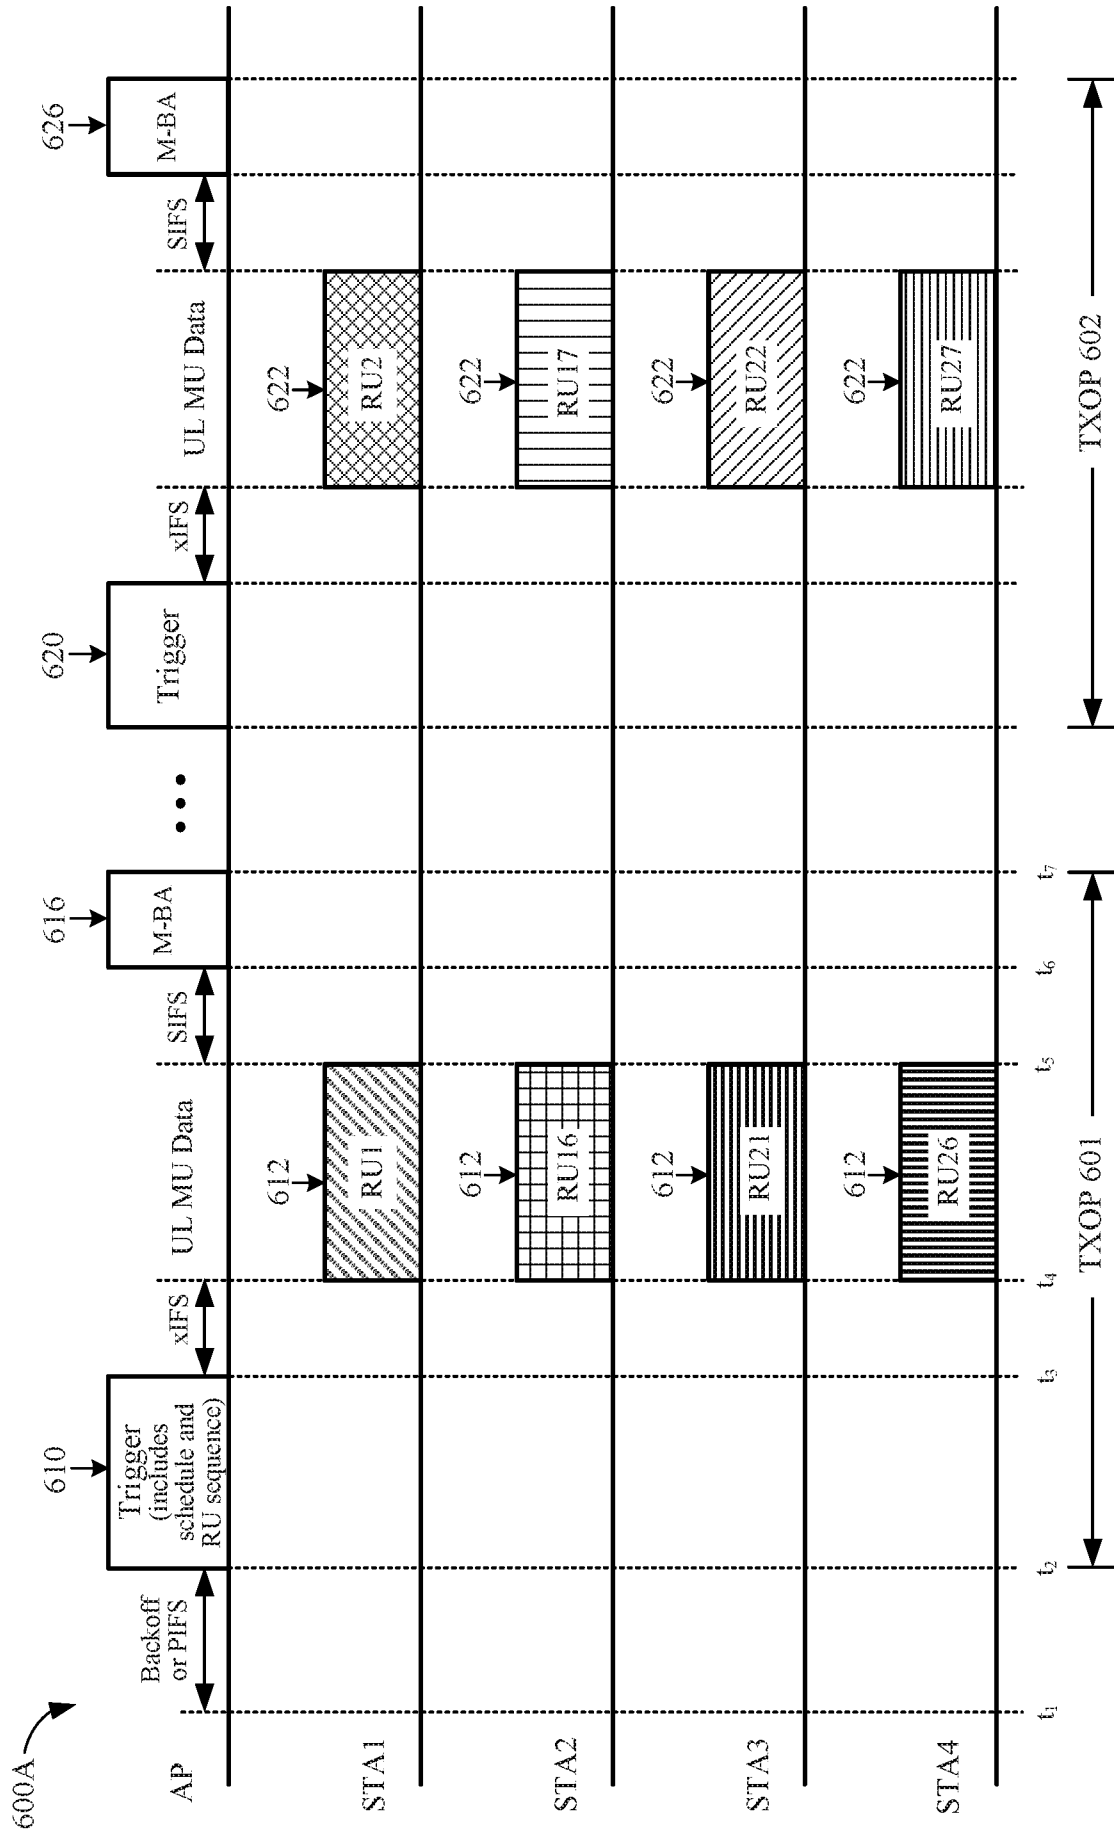 600A
AP
Backoff
or PIFS
610
Trigger
(includes
schedule and
RU sequence)
xIFS
UL MU Data
SIFS
616
M-BA
620
Trigger
xIFS
UL MU Data
SIFS
626
M-BA
STA1
612
RU1
622
RU2
STA2
612
RU16
622
RU17
STA3
612
RU21
622
RU22
STA4
612
RU26
622
RU27
t1
t2
t3
t4
t5
t6
t7
TXOP 601
TXOP 602